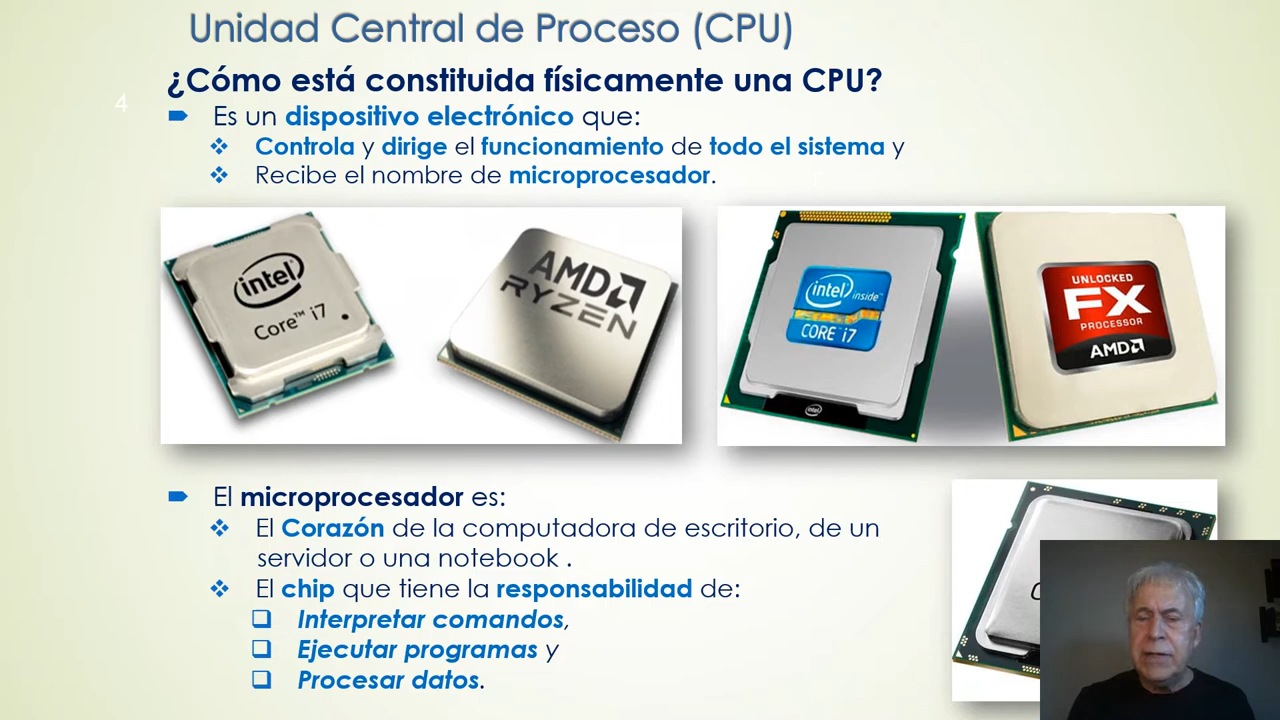 Unidad Central de Proceso (CPU)
¿Cómo está constituida físicamente una CPU?
4
Es un dispositivo electrónico que:
Controla y dirige el funcionamiento de todo el sistema y
Recibe el nombre de microprocesador.
intel
Core™ i7
AMD
RYZEN
intel inside™
CORE™ i7
intel
UNLOCKED
FX
PROCESSOR
AMD
El microprocesador es:
El Corazón de la computadora de escritorio, de un
servidor o una notebook .
El chip que tiene la responsabilidad de:
Interpretar comandos,
Ejecutar programas y
Procesar datos.